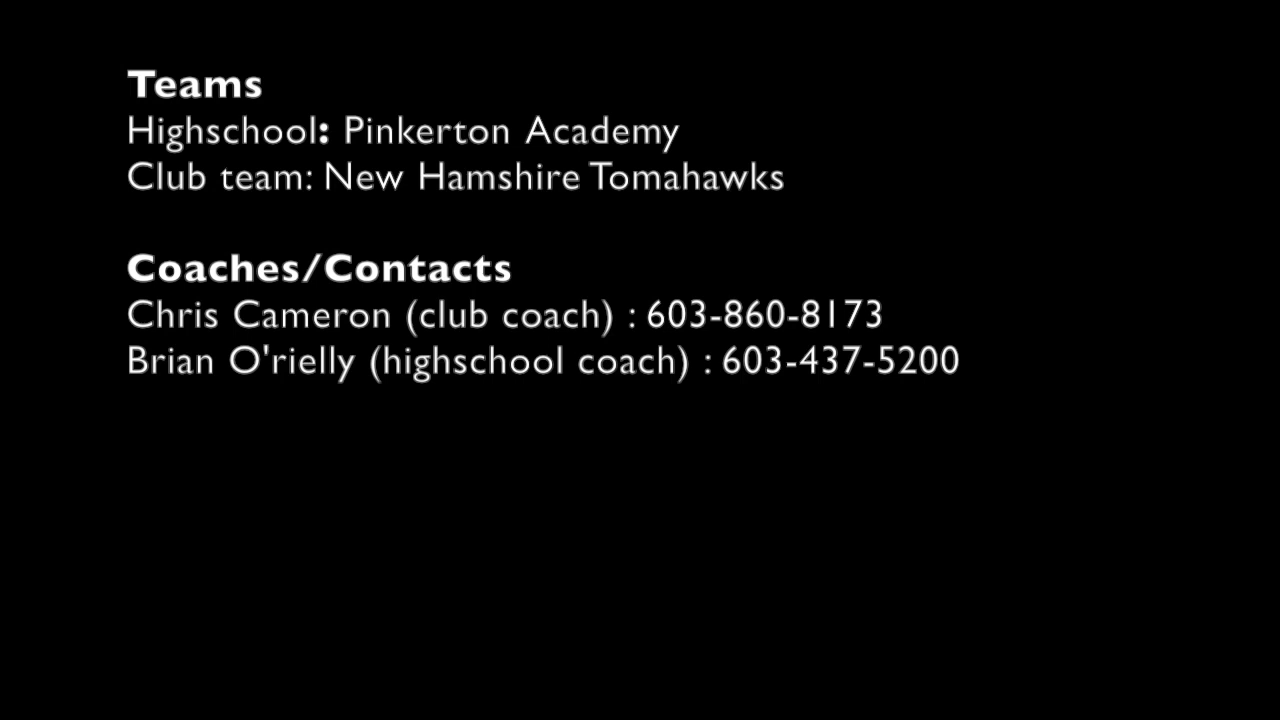 Teams
Highschool: Pinkerton Academy
Club team: New Hamshire Tomahawks
Coaches/Contacts
Chris Cameron (club coach) : 603-860-8173
Brian O'rielly (highschool coach) : 603-437-5200